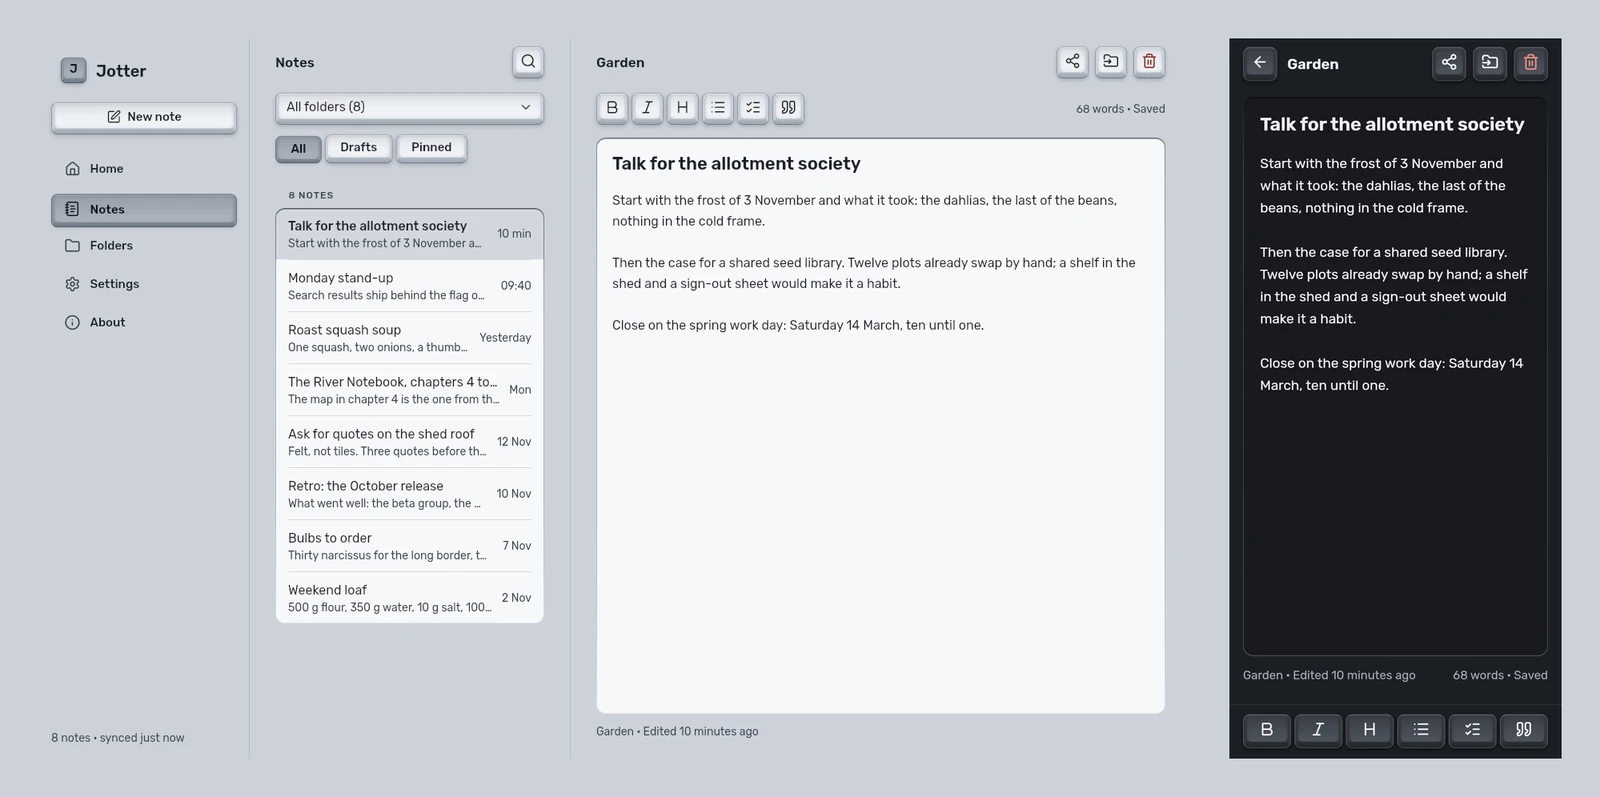 J
Jotter
New note
Home
Notes
Folders
Settings
About
8 notes • synced just now
Notes
All folders (8)
All
Drafts
Pinned
8 NOTES
Talk for the allotment society
Start with the frost of 3 November a…
10 min
Monday stand-up
Search results ship behind the flag o…
09:40
Roast squash soup
One squash, two onions, a thumb…
Yesterday
The River Notebook, chapters 4 to…
The map in chapter 4 is the one from th…
Mon
Ask for quotes on the shed roof
Felt, not tiles. Three quotes before th…
12 Nov
Retro: the October release
What went well: the beta group, the …
10 Nov
Bulbs to order
Thirty narcissus for the long border, t…
7 Nov
Weekend loaf
500 g flour, 350 g water, 10 g salt, 100…
2 Nov
Garden
B
I
H
68 words • Saved
Talk for the allotment society
Start with the frost of 3 November and what it took: the dahlias, the last of the beans,
nothing in the cold frame.
Then the case for a shared seed library. Twelve plots already swap by hand; a shelf in the
shed and a sign-out sheet would make it a habit.
Close on the spring work day: Saturday 14 March, ten until one.
Garden • Edited 10 minutes ago
Garden
Talk for the allotment society
Start with the frost of 3 November and
what it took: the dahlias, the last of the
beans, nothing in the cold frame.
Then the case for a shared seed library.
Twelve plots already swap by hand; a shelf
in the shed and a sign-out sheet would
make it a habit.
Close on the spring work day: Saturday 14
March, ten until one.
Garden • Edited 10 minutes ago
68 words • Saved
B
I
H